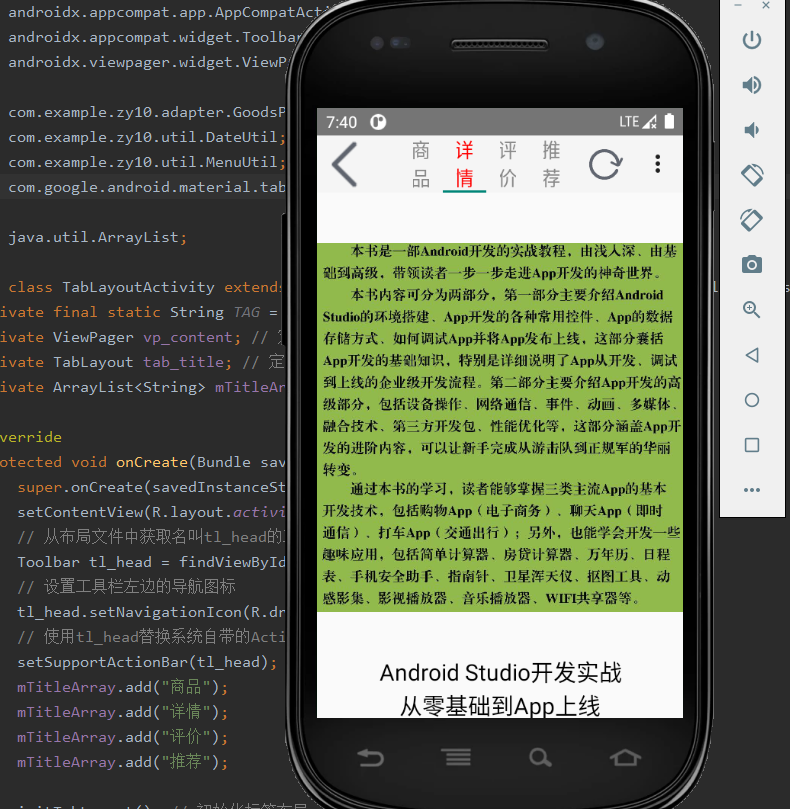 androidx.appcompat.app.AppCompatActi
androidx.appcompat.widget.Toolbar
androidx.viewpager.widget.ViewP
com.example.zy10.adapter.GoodsP
com.example.zy10.util.DateUtil;
com.example.zy10.util.MenuUtil;
com.google.android.material.tab
java.util.ArrayList;
class TabLayoutActivity extends
ivate final static String TAG =
ivate ViewPager vp_content; //
ivate TabLayout tab_title; // 定
ivate ArrayList<String> mTitleAr
verride
otected void onCreate(Bundle sav
super.onCreate(savedInstanceSt
setContentView(R.layout.activi
// 从布局文件中获取名叫tl_head的
Toolbar tl_head = findViewById
// 设置工具栏左边的导航图标
tl_head.setNavigationIcon(R.dr
// 使用tl_head替换系统自带的Acti
setSupportActionBar(tl_head);
mTitleArray.add("商品");
mTitleArray.add("详情");
mTitleArray.add("评价");
mTitleArray.add("推荐");
7:40 LTE
商品 详情 评价 推荐
本书是一部Android开发的实战教程，由浅入深、由基
础到高级，带领读者一步一步走进App开发的神奇世界。
本书内容可分为两部分，第一部分主要介绍Android
Studio的环境搭建、App开发的各种常用控件、App的数据
存储方式、如何调试App并将App发布上线，这部分囊括
App开发的基础知识，特别是详细说明了App从开发、调试
到上线的企业级开发流程。第二部分主要介绍App开发的高
级部分，包括设备操作、网络通信、事件、动画、多媒体、
融合技术、第三方开发包、性能优化等，这部分涵盖App开
发的进阶内容，可以让新手完成从游击队到正规军的华丽
转变。
通过本书的学习，读者能够掌握三类主流App的基本
开发技术，包括购物App（电子商务）、聊天App（即时
通信）、打车App（交通出行）；另外，也能学会开发一些
趣味应用，包括简单计算器、房贷计算器、万年历、日程
表、手机安全助手、指南针、卫星浑天仪、抠图工具、动
感影集、影视播放器、音乐播放器、WIFI共享器等。
Android Studio开发实战
从零基础到App上线